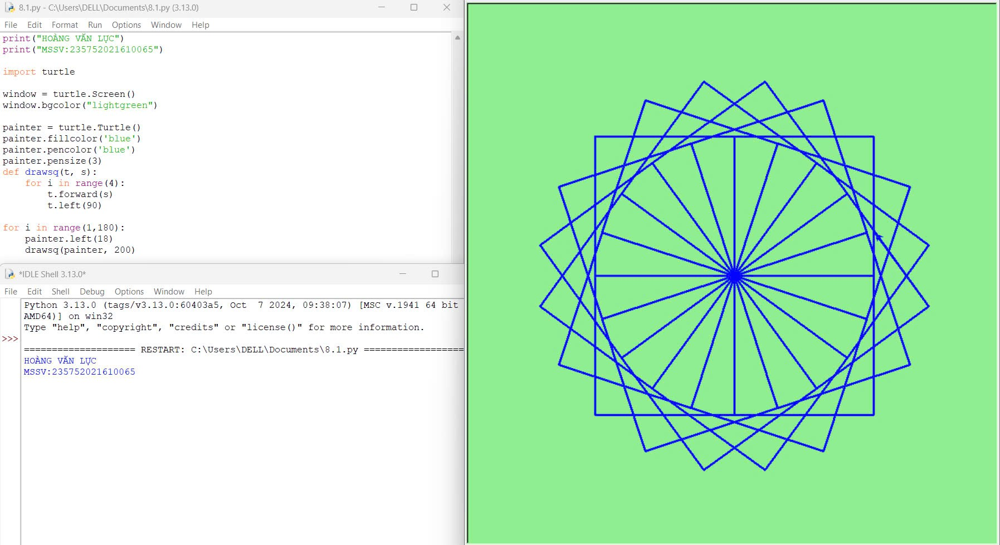 8.1.py - C:\Users\DELL\Documents\8.1.py (3.13.0)
File Edit Format Run Options Window Help
print("HOÀNG VĂN LỰC")
print("MSSV:235752021610065")
import turtle
window = turtle.Screen()
window.bgcolor("lightgreen")
painter = turtle.Turtle()
painter.fillcolor('blue')
painter.pencolor('blue')
painter.pensize(3)
def drawsq(t, s):
    for i in range(4):
        t.forward(s)
        t.left(90)
for i in range(1,180):
    painter.left(18)
    drawsq(painter, 200)
*IDLE Shell 3.13.0*
File Edit Shell Debug Options Window Help
Python 3.13.0 (tags/v3.13.0:60403a5, Oct  7 2024, 09:38:07) [MSC v.1941 64 bit
AMD64)] on win32
Type "help", "copyright", "credits" or "license()" for more information.
>>>
==================== RESTART: C:\Users\DELL\Documents\8.1.py ==================
HOÀNG VĂN LỰC
MSSV:235752021610065